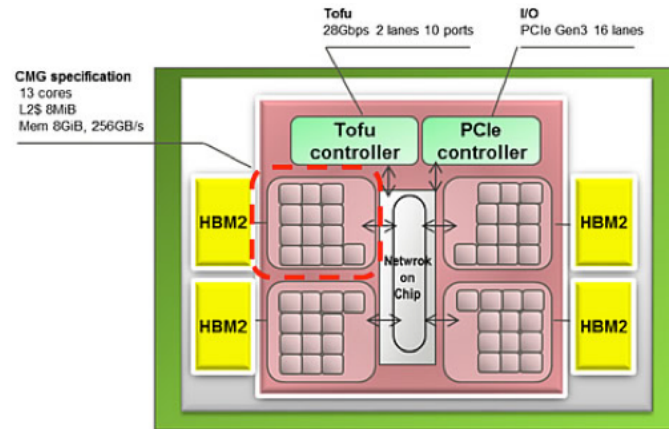 Tofu
28Gbps 2 lanes 10 ports
I/O
PCIe Gen3 16 lanes
CMG specification
13 cores
L2$ 8MiB
Mem 8GiB, 256GB/s
Tofu
controller
PCIe
controller
HBM2
HBM2
Netwrok
on
Chip
HBM2
HBM2